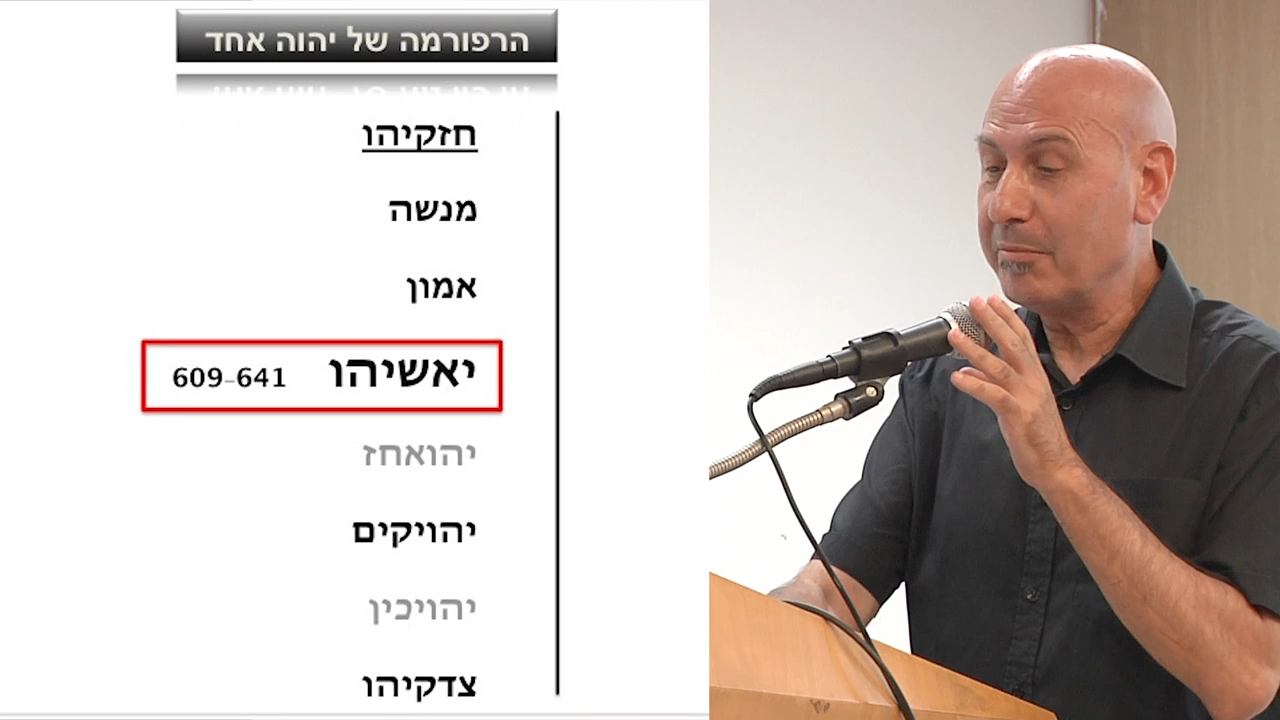 הרפורמה של יהוה אחד
חזקיהו
מנשה
אמון
יאשיהו 609-641
יהואחז
יהויקים
יהויכין
צדקיהו